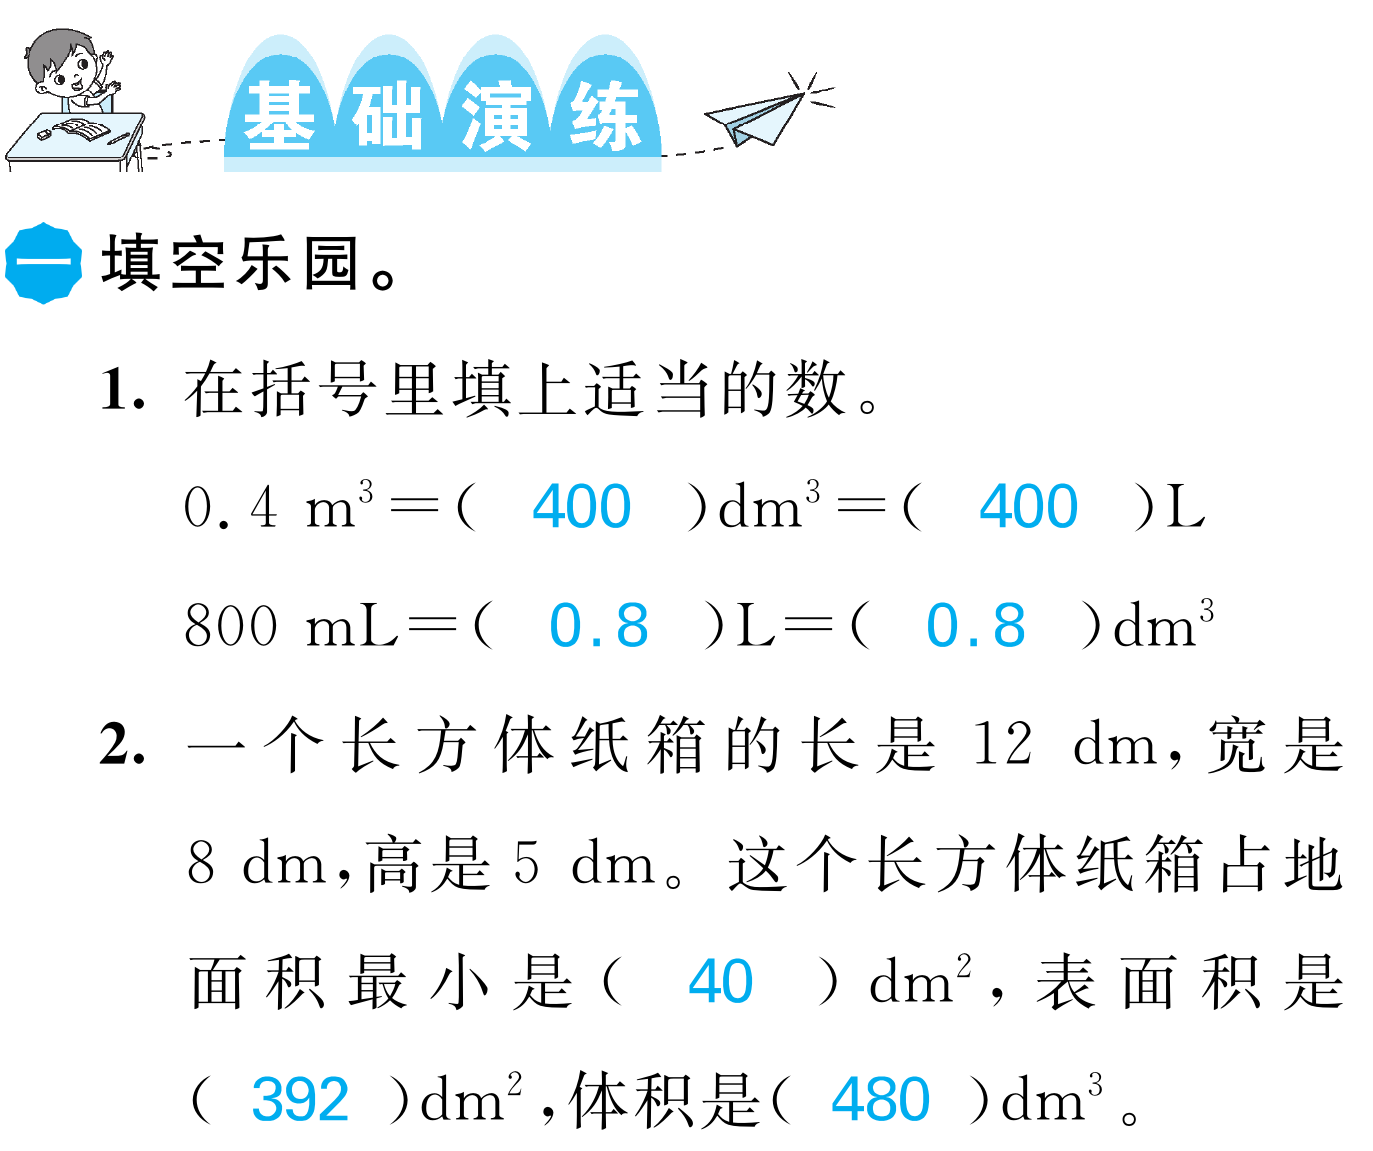 基础演练
一 填空乐园。
1. 在括号里填上适当的数。
0.4 m³=( 400 )dm³=( 400 )L
800 mL=( 0.8 )L=( 0.8 )dm³
2. 一个长方体纸箱的长是 12 dm,宽是
8 dm,高是 5 dm。这个长方体纸箱占地
面积最小是( 40 )dm²,表面积是
( 392 )dm²,体积是( 480 )dm³。